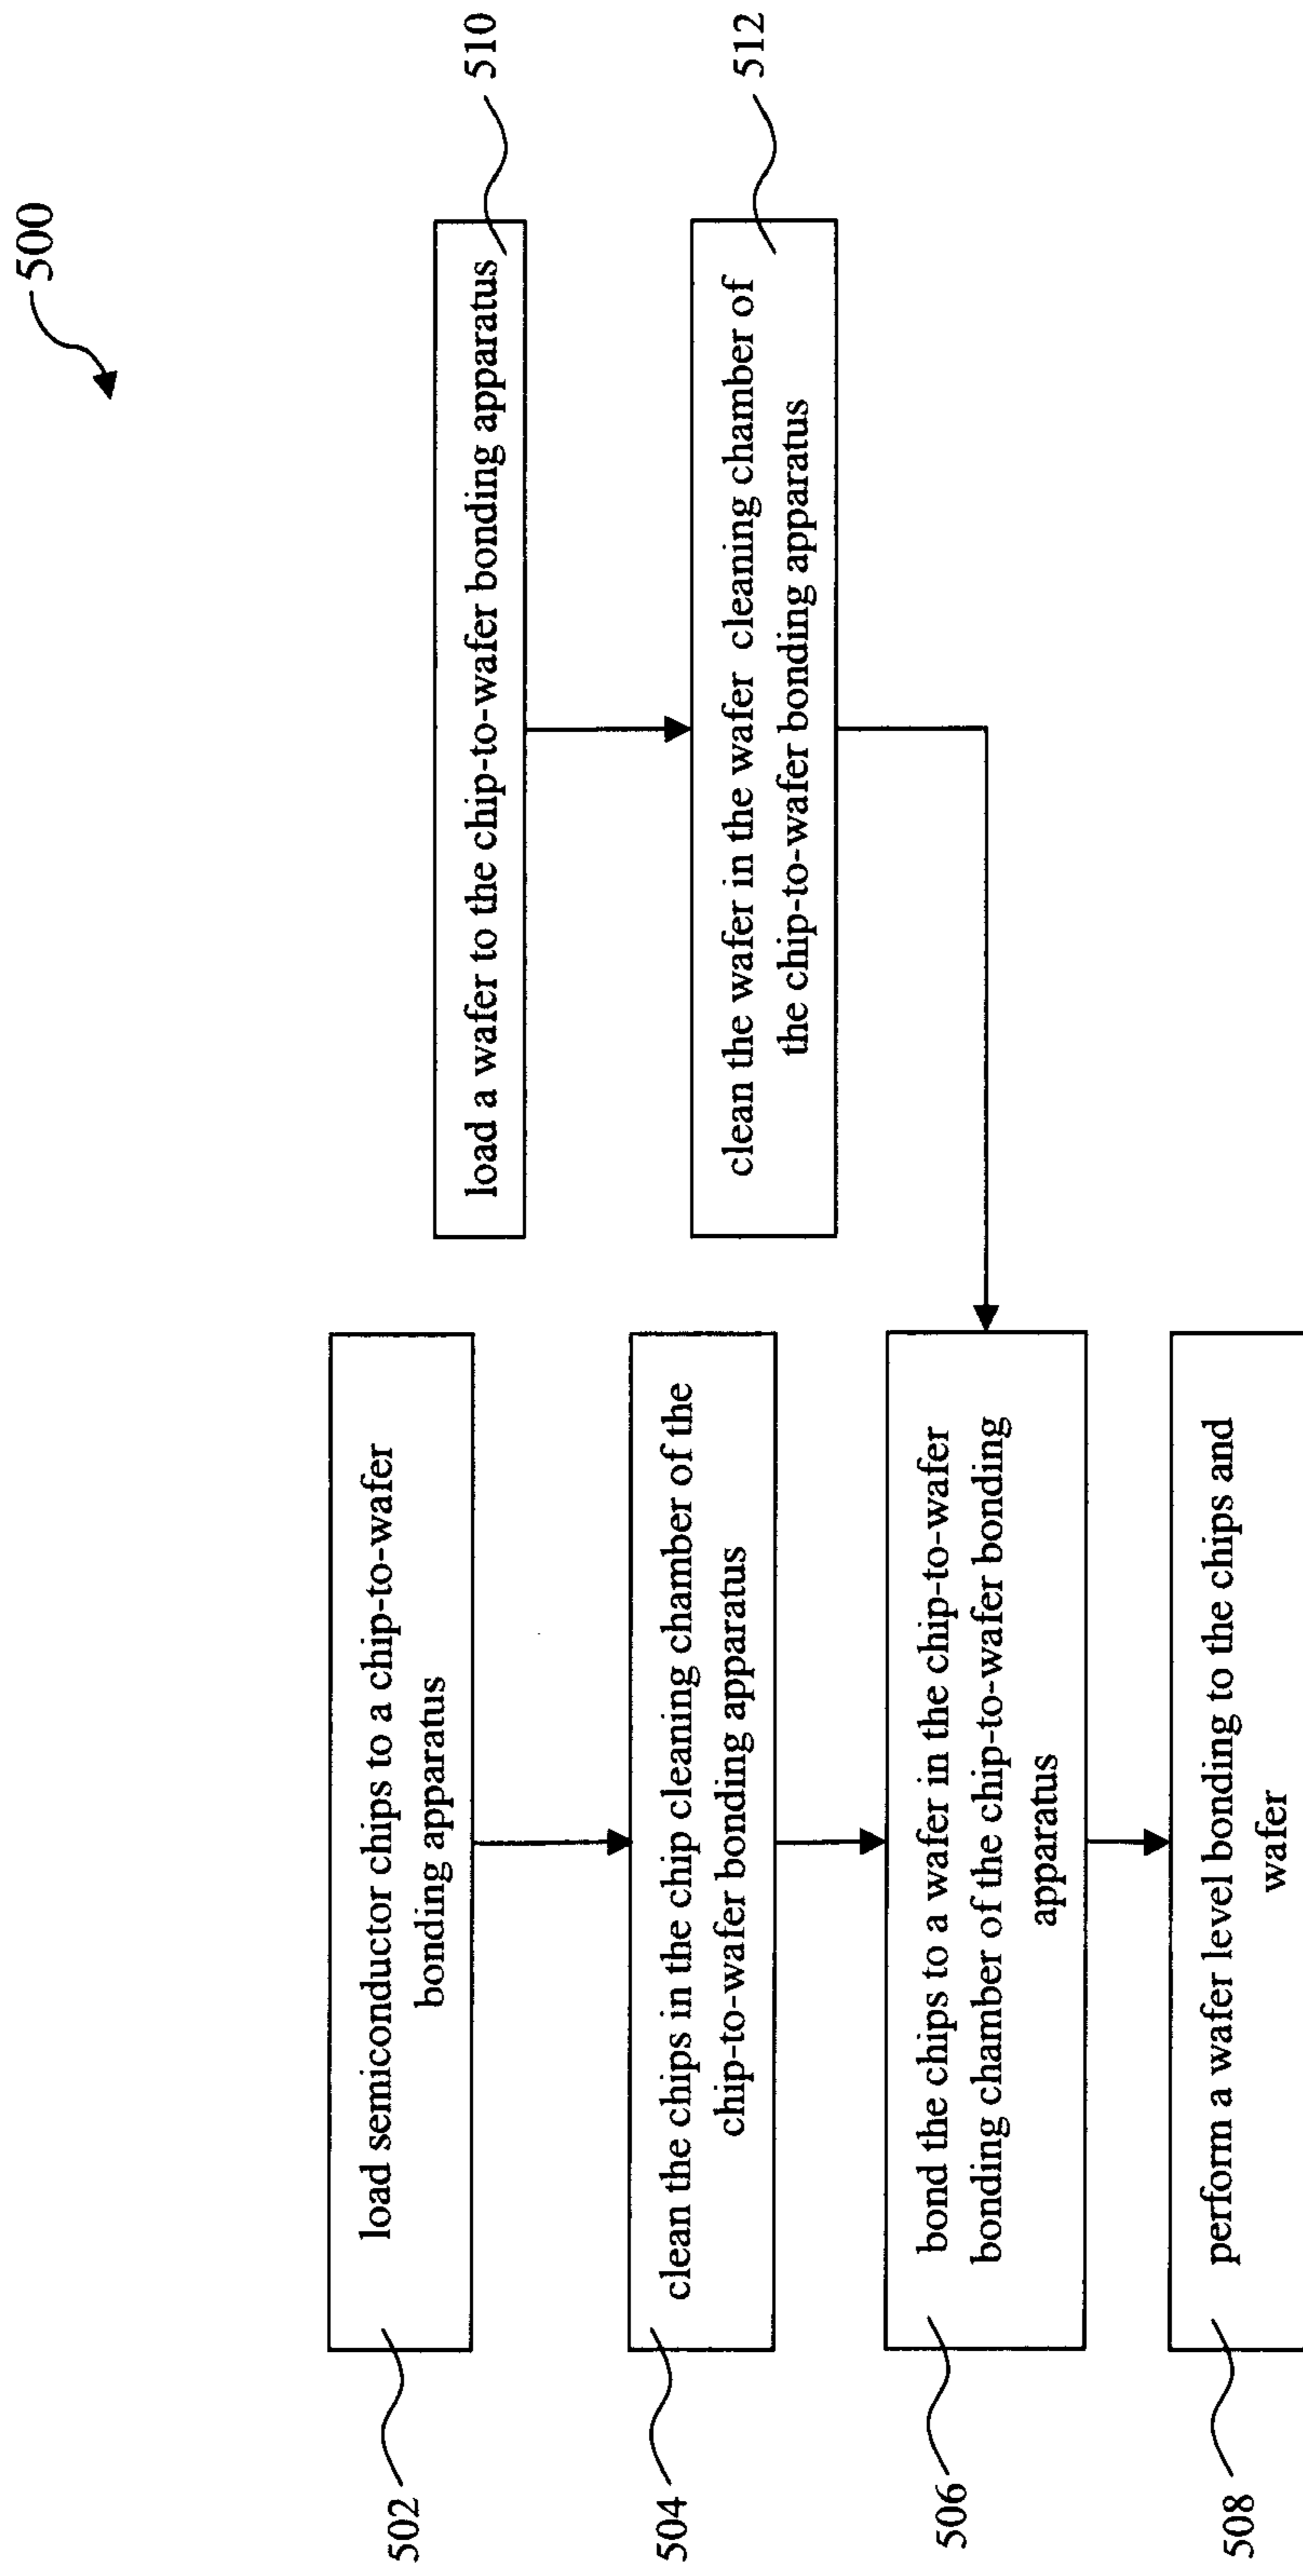 500
502
load semiconductor chips to a chip-to-wafer
bonding apparatus
504
clean the chips in the chip cleaning chamber of the
chip-to-wafer bonding apparatus
506
bond the chips to a wafer in the chip-to-wafer
bonding chamber of the chip-to-wafer bonding
apparatus
508
perform a wafer level bonding to the chips and
wafer
510
load a wafer to the chip-to-wafer bonding apparatus
512
clean the wafer in the wafer cleaning chamber of
the chip-to-wafer bonding apparatus